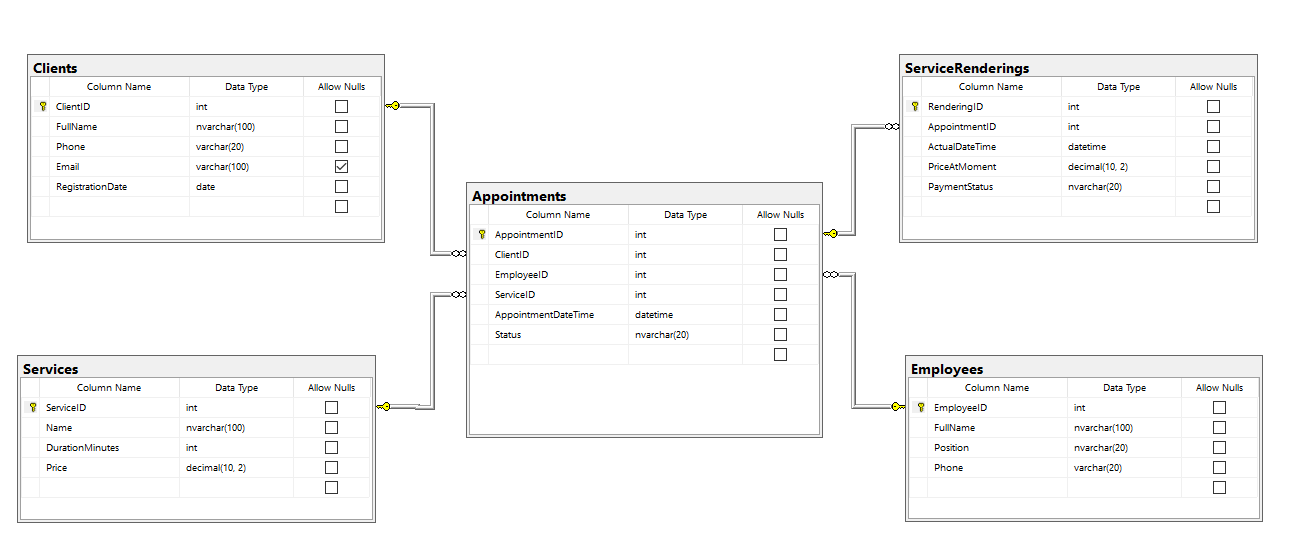 Clients
Column Name Data Type Allow Nulls
ClientID int
FullName nvarchar(100)
Phone varchar(20)
Email varchar(100)
RegistrationDate date
ServiceRenderings
Column Name Data Type Allow Nulls
RenderingID int
AppointmentID int
ActualDateTime datetime
PriceAtMoment decimal(10, 2)
PaymentStatus nvarchar(20)
Appointments
Column Name Data Type Allow Nulls
AppointmentID int
ClientID int
EmployeeID int
ServiceID int
AppointmentDateTime datetime
Status nvarchar(20)
Services
Column Name Data Type Allow Nulls
ServiceID int
Name nvarchar(100)
DurationMinutes int
Price decimal(10, 2)
Employees
Column Name Data Type Allow Nulls
EmployeeID int
FullName nvarchar(100)
Position nvarchar(20)
Phone varchar(20)